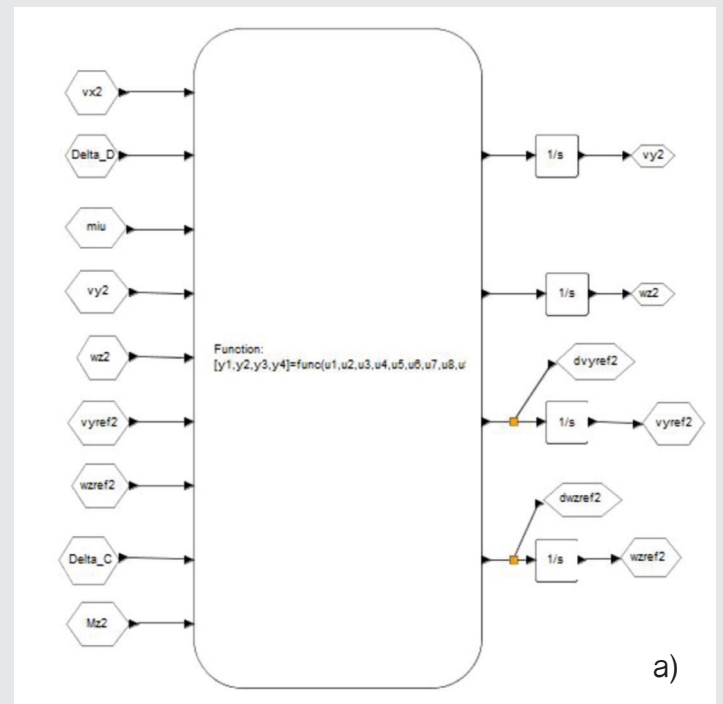 vx2
Delta_D
miu
vy2
wz2
vyref2
wzref2
Delta_C
Mz2
Function:
[y1,y2,y3,y4]=func(u1,u2,u3,u4,u5,u6,u7,u8,u
1/s
vy2
1/s
wz2
dvyref2
1/s
vyref2
dwzref2
1/s
wzref2
a)